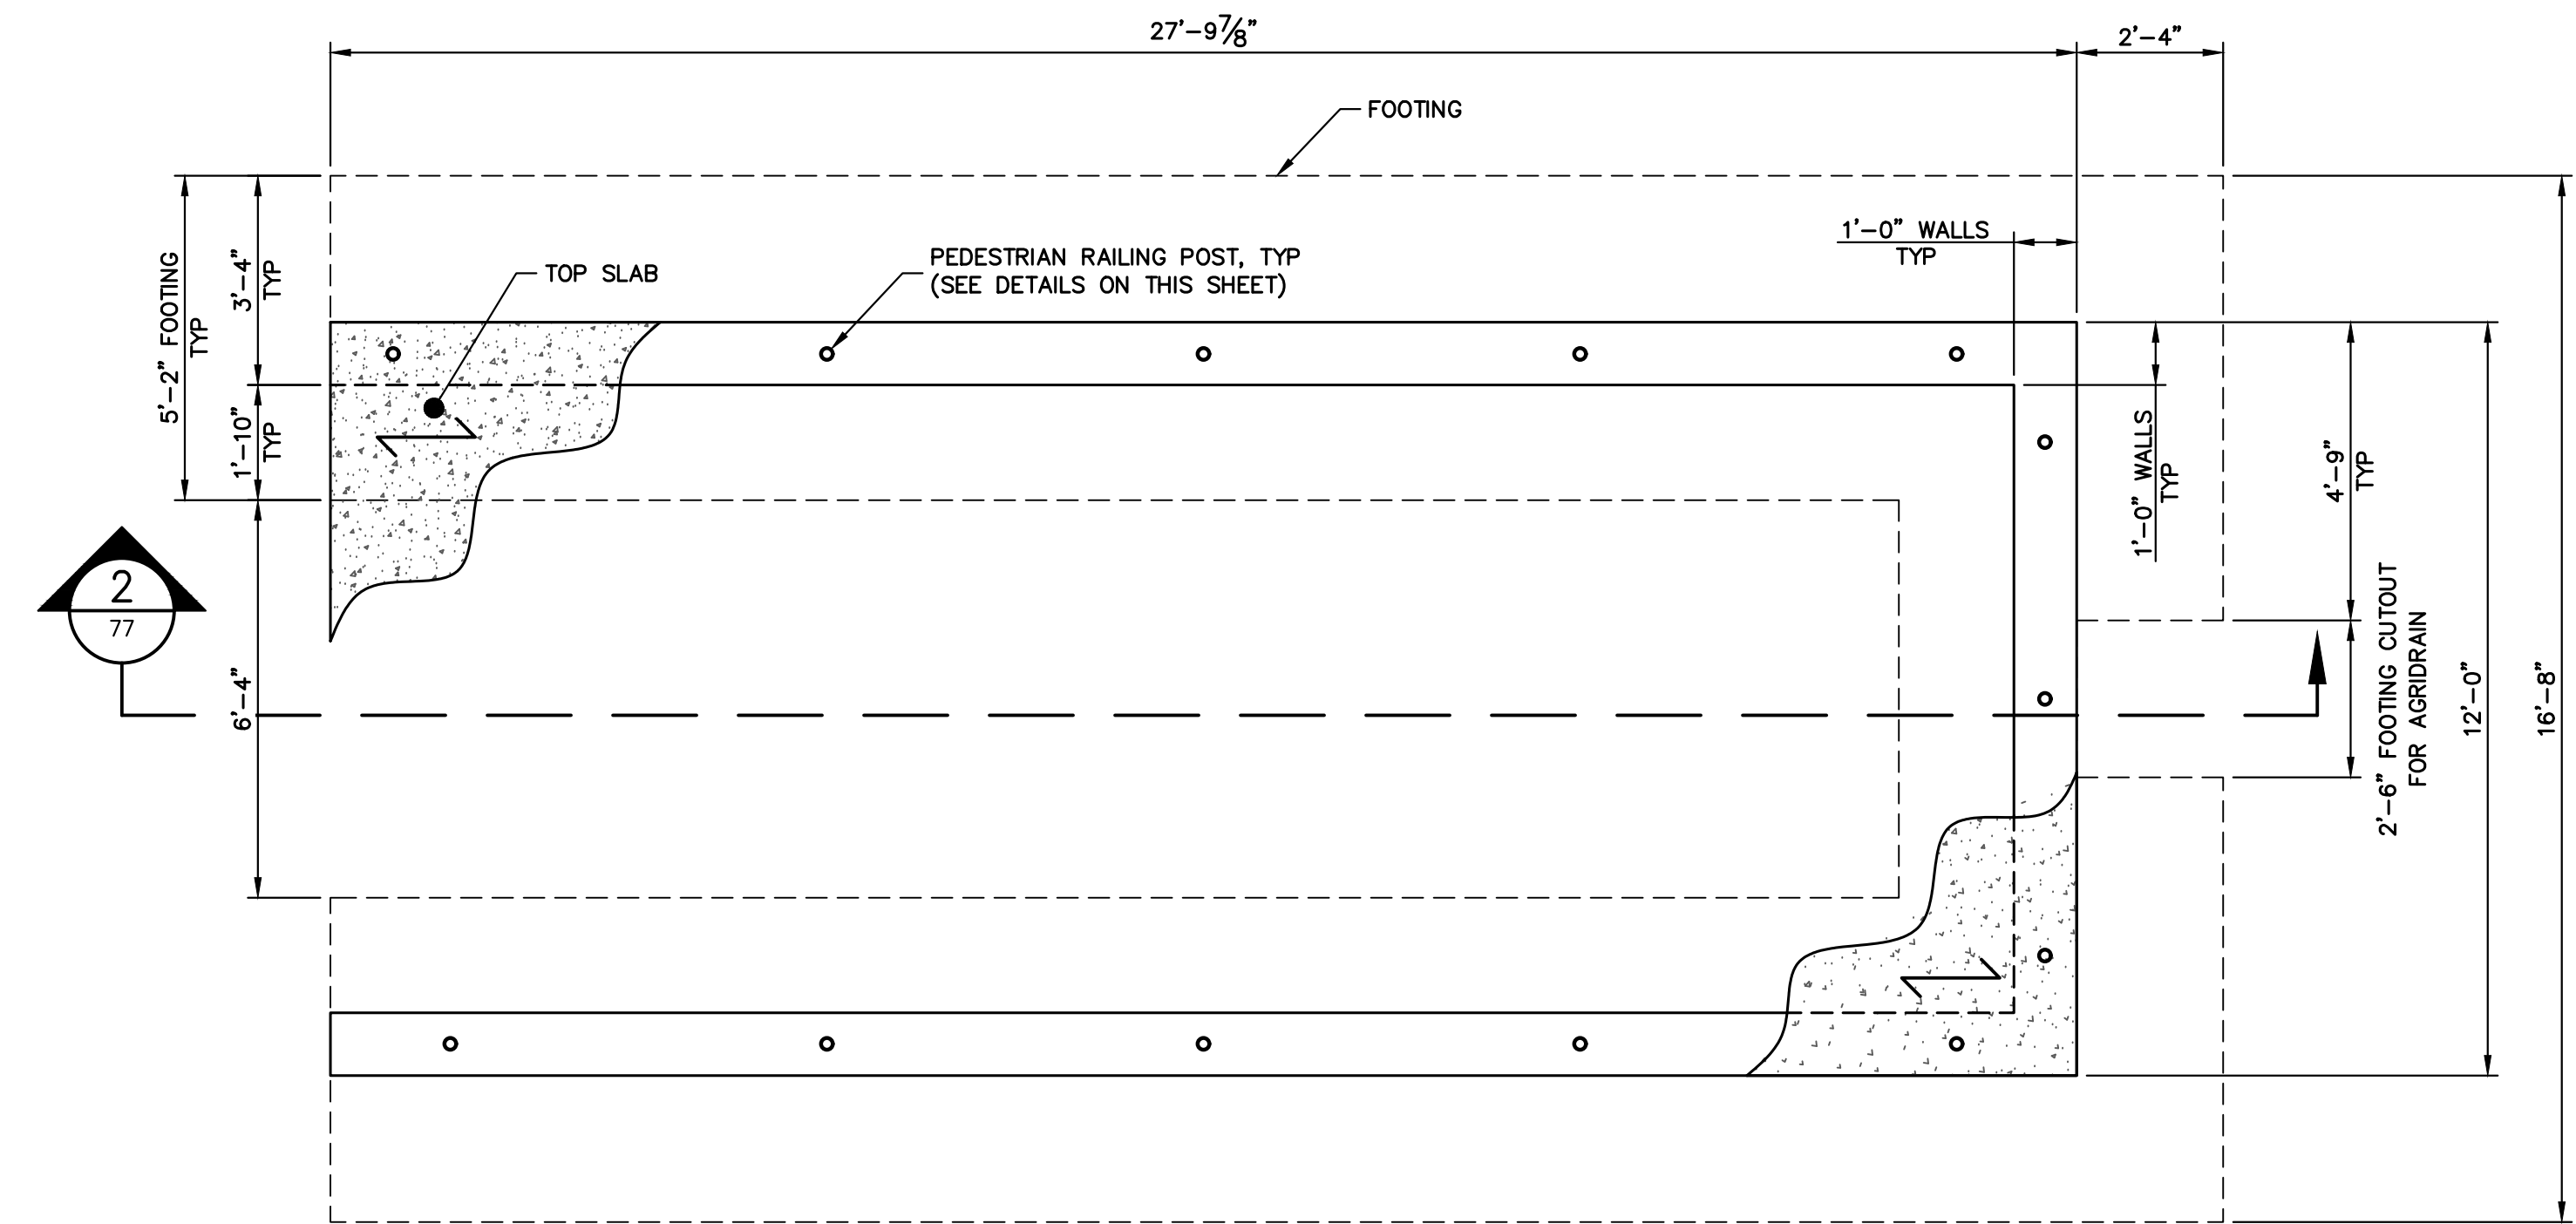 27'-9 7/8"
2'-4"
FOOTING
1'-0" WALLS
TYP
PEDESTRIAN RAILING POST, TYP
(SEE DETAILS ON THIS SHEET)
TOP SLAB
5'-2" FOOTING
TYP
3'-4"
TYP
1'-10"
TYP
6'-4"
2
77
1'-0" WALLS
TYP
4'-9"
TYP
2'-6" FOOTING CUTOUT
FOR AGRIDRAIN
12'-0"
16'-8"